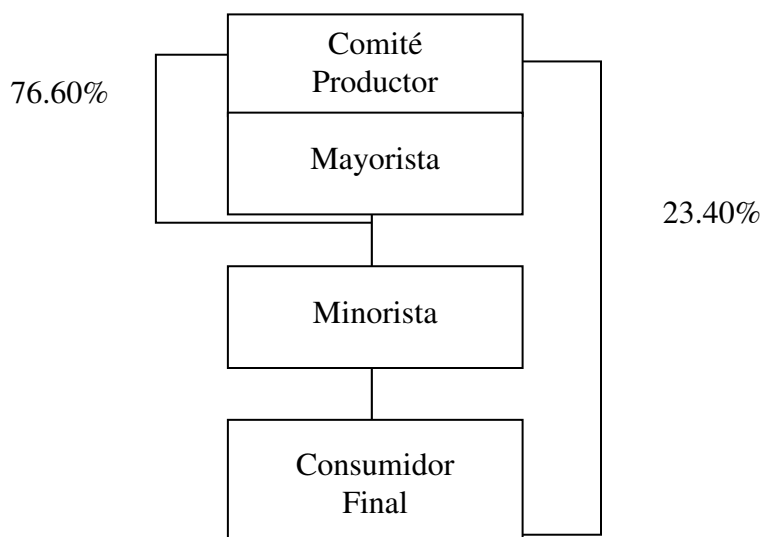 Comité
Productor
76.60%
Mayorista
23.40%
Minorista
Consumidor
Final